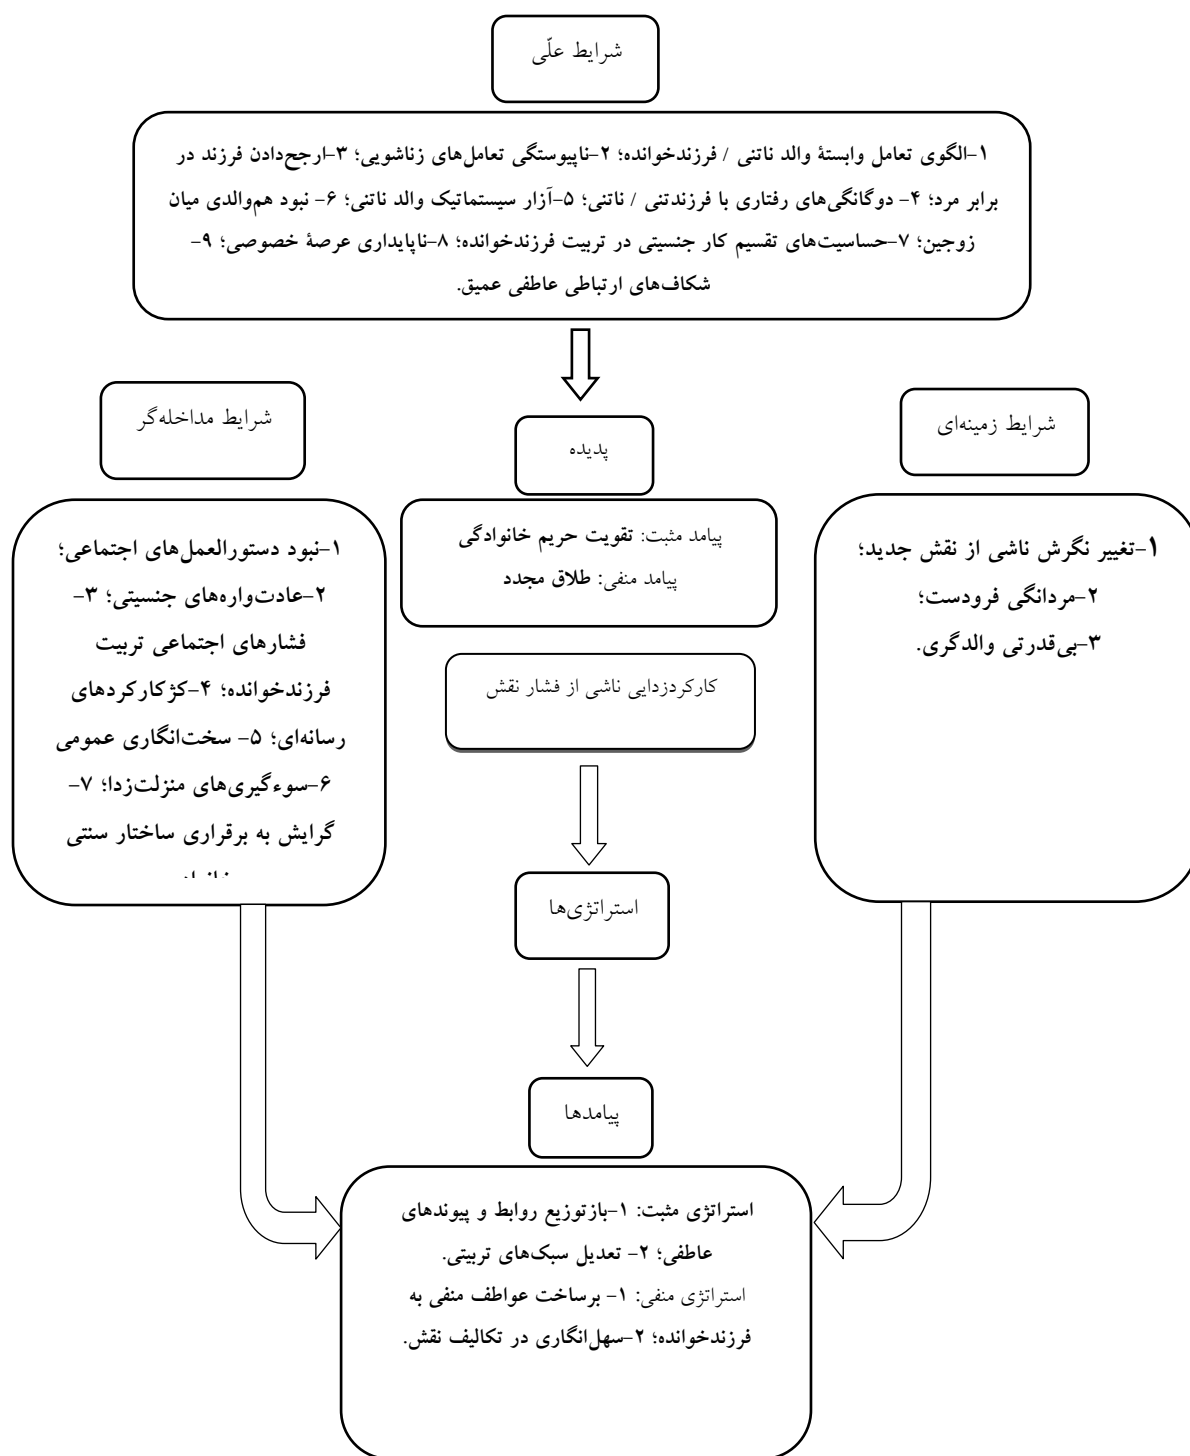 شرایط علّی
۱-الگوی تعامل وابستۀ والد ناتنی / فرزندخوانده؛ ۲-ناپیوستگی تعامل‌های زناشویی؛ ۳-ارجح‌دادن فرزند در
برابر مرد؛ ۴- دوگانگی‌های رفتاری با فرزندتنی / ناتنی؛ ۵-آزار سیستماتیک والد ناتنی؛ ۶- نبود هم‌والدی میان
زوجین؛ ۷-حساسیت‌های تقسیم کار جنسیتی در تربیت فرزندخوانده؛ ۸-ناپایداری عرصۀ خصوصی؛ ۹-
شکاف‌های ارتباطی عاطفی عمیق.
شرایط زمینه‌ای
۱-تغییر نگرش ناشی از نقش جدید؛
۲-مردانگی فرودست؛
۳-بی‌قدرتی والدگری.
پدیده
پیامد مثبت: تقویت حریم خانوادگی
پیامد منفی: طلاق مجدد
کارکردزدایی ناشی از فشار نقش
شرایط مداخله‌گر
۱-نبود دستورالعمل‌های اجتماعی؛
۲-عادت‌واره‌های جنسیتی؛ ۳-
فشارهای اجتماعی تربیت
فرزندخوانده؛ ۴-کژکارکردهای
رسانه‌ای؛ ۵- سخت‌انگاری عمومی
۶-سوءگیری‌های منزلت‌زدا؛ ۷-
گرایش به برقراری ساختار سنتی
استراتژی‌ها
پیامدها
استراتژی مثبت: ۱-بازتوزیع روابط و پیوندهای
عاطفی؛ ۲- تعدیل سبک‌های تربیتی.
استراتژی منفی: ۱- برساخت عواطف منفی به
فرزندخوانده؛ ۲-سهل‌انگاری در تکالیف نقش.